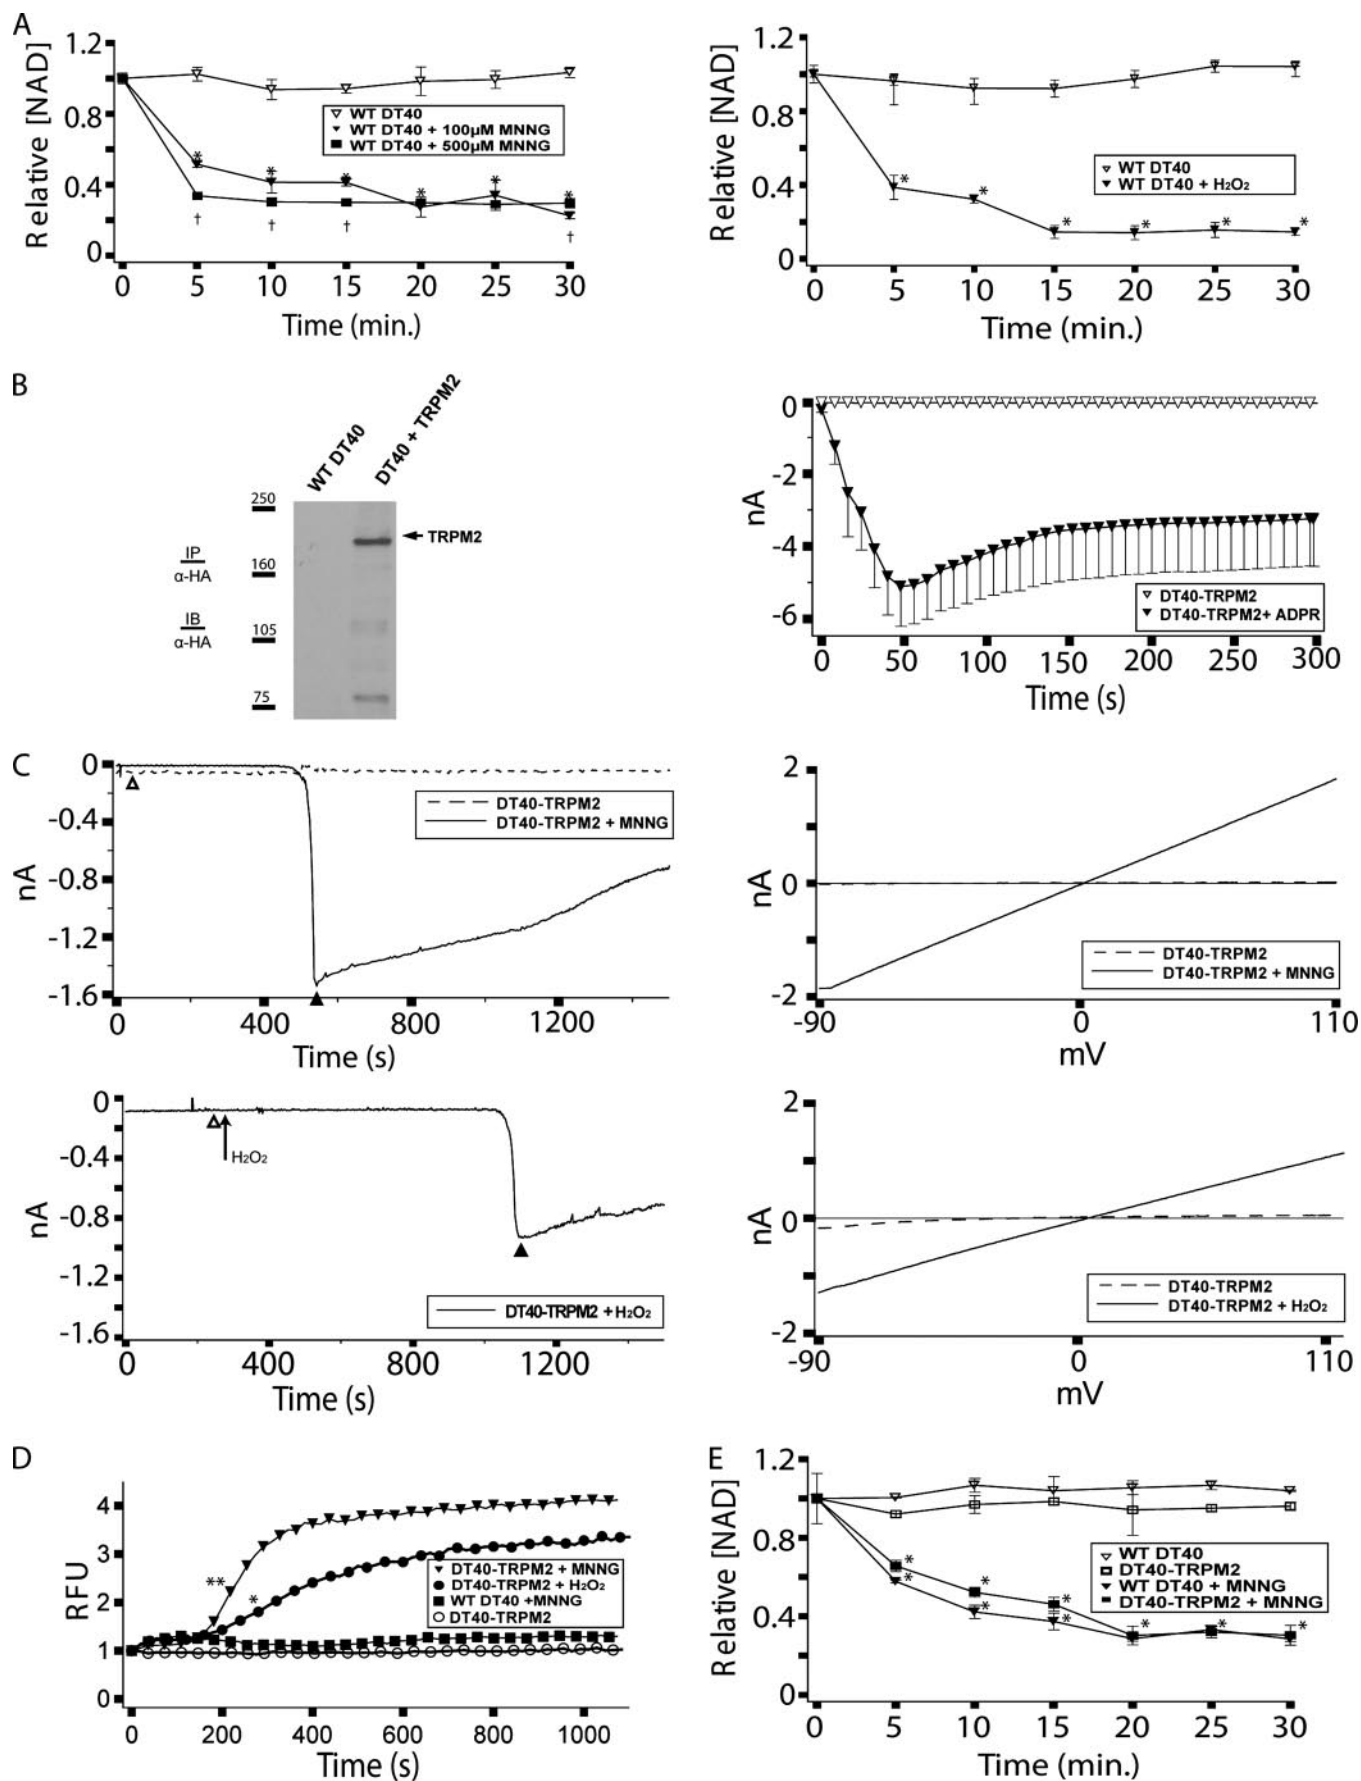 A
Relative [NAD]
1.2
0.8
0.4
0
▽ WT DT40
▼ WT DT40 + 100μM MNNG
■ WT DT40 + 500μM MNNG
* * * * * *
† † † †
0 5 10 15 20 25 30
Time (min.)
Relative [NAD]
1.2
0.8
0.4
0
▽ WT DT40
▼ WT DT40 + H₂O₂
* * * * * *
0 5 10 15 20 25 30
Time (min.)
B
WT DT40
DT40 + TRPM2
250
160
105
75
TRPM2
IP
α-HA
IB
α-HA
nA
0
-2
-4
-6
▽ DT40-TRPM2
▼ DT40-TRPM2+ ADPR
0 50 100 150 200 250 300
Time (s)
C
nA
0
-0.4
-0.8
-1.2
-1.6
DT40-TRPM2
DT40-TRPM2 + MNNG
0 400 800 1200
Time (s)
nA
2
0
-2
DT40-TRPM2
DT40-TRPM2 + MNNG
-90 0 110
mV
nA
0
-0.4
-0.8
-1.2
-1.6
H₂O₂
DT40-TRPM2 + H₂O₂
0 400 800 1200
Time (s)
nA
2
0
-2
DT40-TRPM2
DT40-TRPM2 + H₂O₂
-90 0 110
mV
D
RFU
4
3
2
1
0
**
*
▼ DT40-TRPM2 + MNNG
● DT40-TRPM2 + H₂O₂
■ WT DT40 +MNNG
○ DT40-TRPM2
0 200 400 600 800 1000
Time (s)
E
Relative [NAD]
1.2
0.8
0.4
0
▽ WT DT40
□ DT40-TRPM2
▼ WT DT40 + MNNG
■ DT40-TRPM2 + MNNG
* * * * * *
* * *
0 5 10 15 20 25 30
Time (min.)